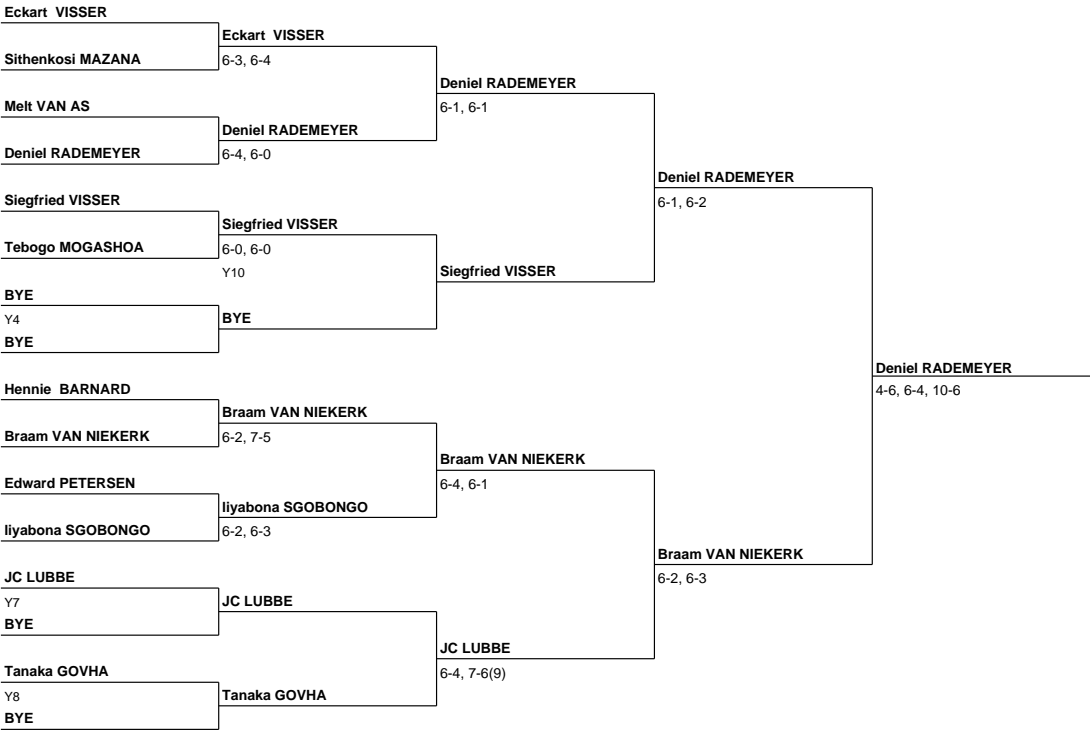 Eckart  VISSER
Sithenkosi MAZANA
Melt VAN AS
Deniel RADEMEYER
Siegfried VISSER
Tebogo MOGASHOA
BYE
Y4
BYE
Hennie  BARNARD
Braam VAN NIEKERK
Edward PETERSEN
liyabona SGOBONGO
JC LUBBE
Y7
BYE
Tanaka GOVHA
Y8
BYE
Eckart  VISSER
6-3, 6-4
Deniel RADEMEYER
6-4, 6-0
Siegfried VISSER
6-0, 6-0
Y10
BYE
Braam VAN NIEKERK
6-2, 7-5
liyabona SGOBONGO
6-2, 6-3
JC LUBBE
Tanaka GOVHA
Deniel RADEMEYER
6-1, 6-1
Siegfried VISSER
Braam VAN NIEKERK
6-4, 6-1
JC LUBBE
6-4, 7-6(9)
Deniel RADEMEYER
6-1, 6-2
Braam VAN NIEKERK
6-2, 6-3
Deniel RADEMEYER
4-6, 6-4, 10-6